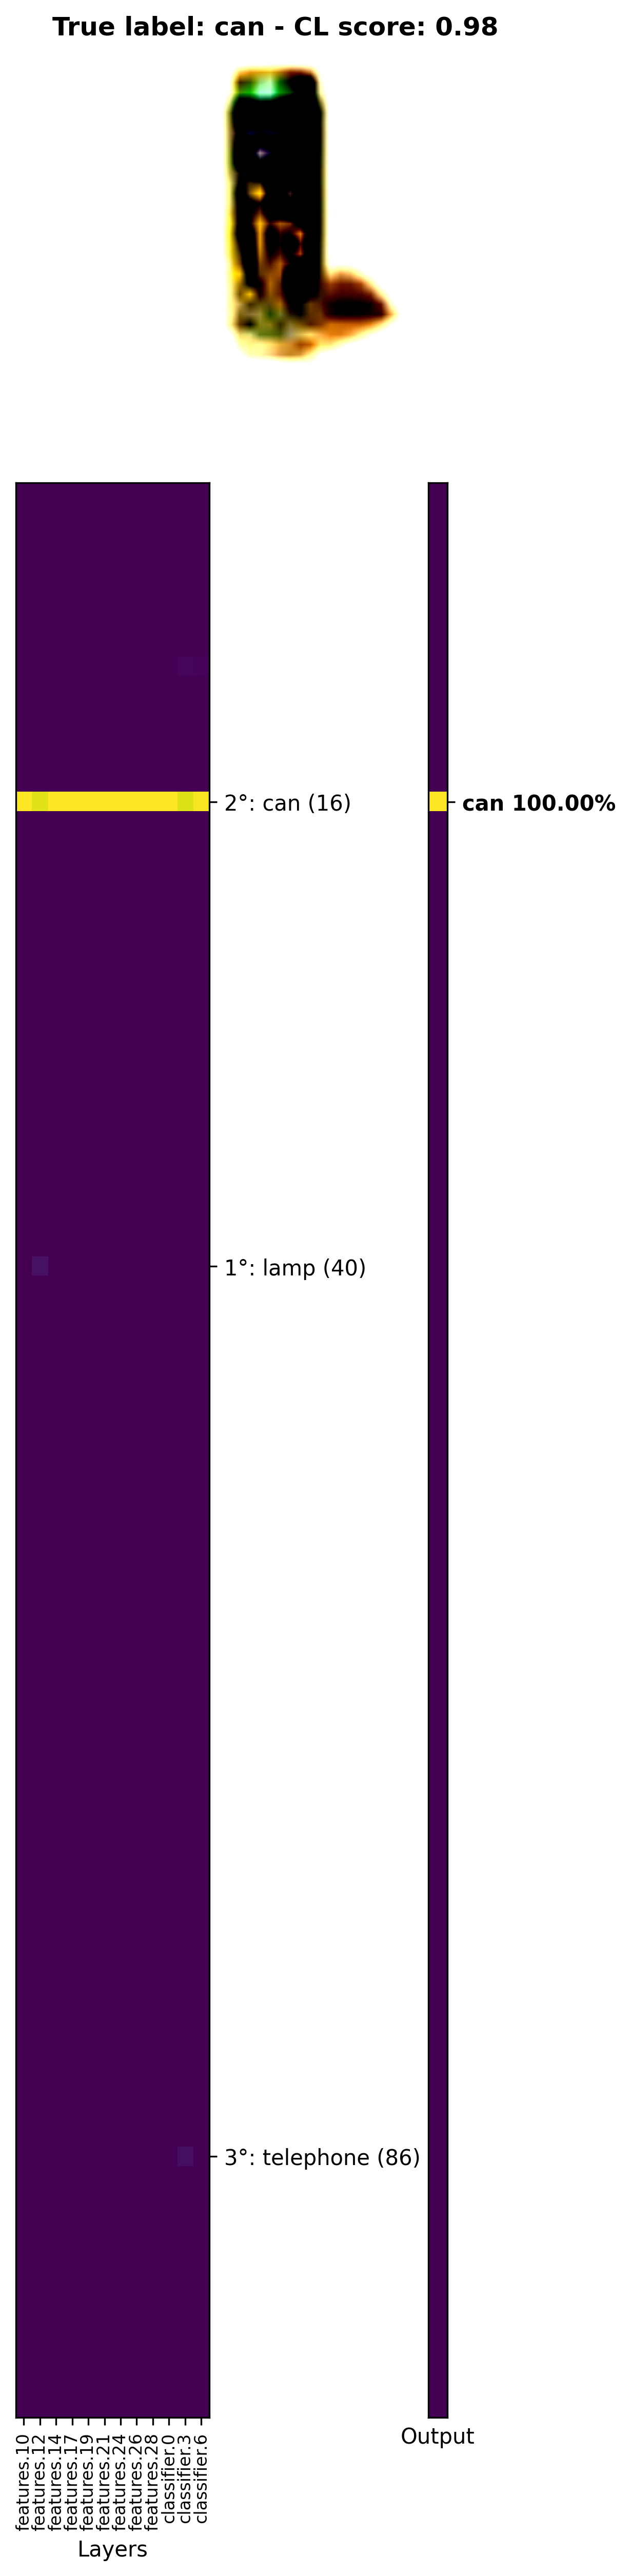 True label: can - CL score: 0.98
2°: can (16)
can 100.00%
1°: lamp (40)
3°: telephone (86)
features.10
features.12
features.14
features.17
features.19
features.21
features.24
features.26
features.28
classifier.0
classifier.3
classifier.6
Layers
Output